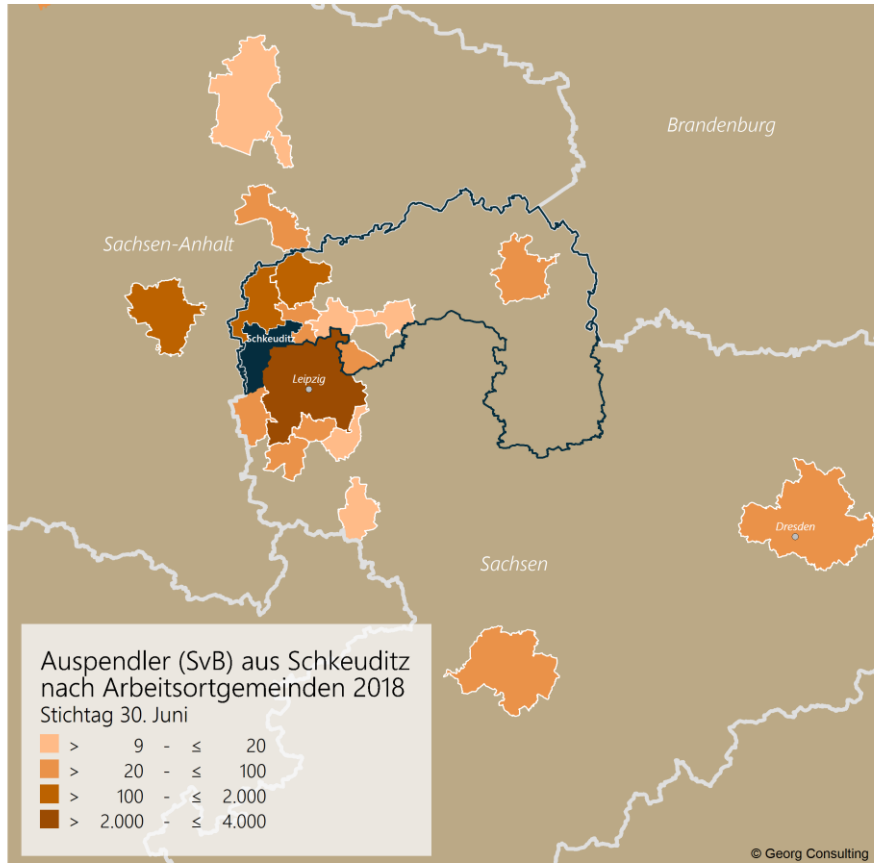 Brandenburg
Sachsen-Anhalt
Schkeuditz
Leipzig
Dresden
Sachsen
Auspendler (SvB) aus Schkeuditz
nach Arbeitsortgemeinden 2018
Stichtag 30. Juni
> 9 - ≤ 20
> 20 - ≤ 100
> 100 - ≤ 2.000
> 2.000 - ≤ 4.000
© Georg Consulting